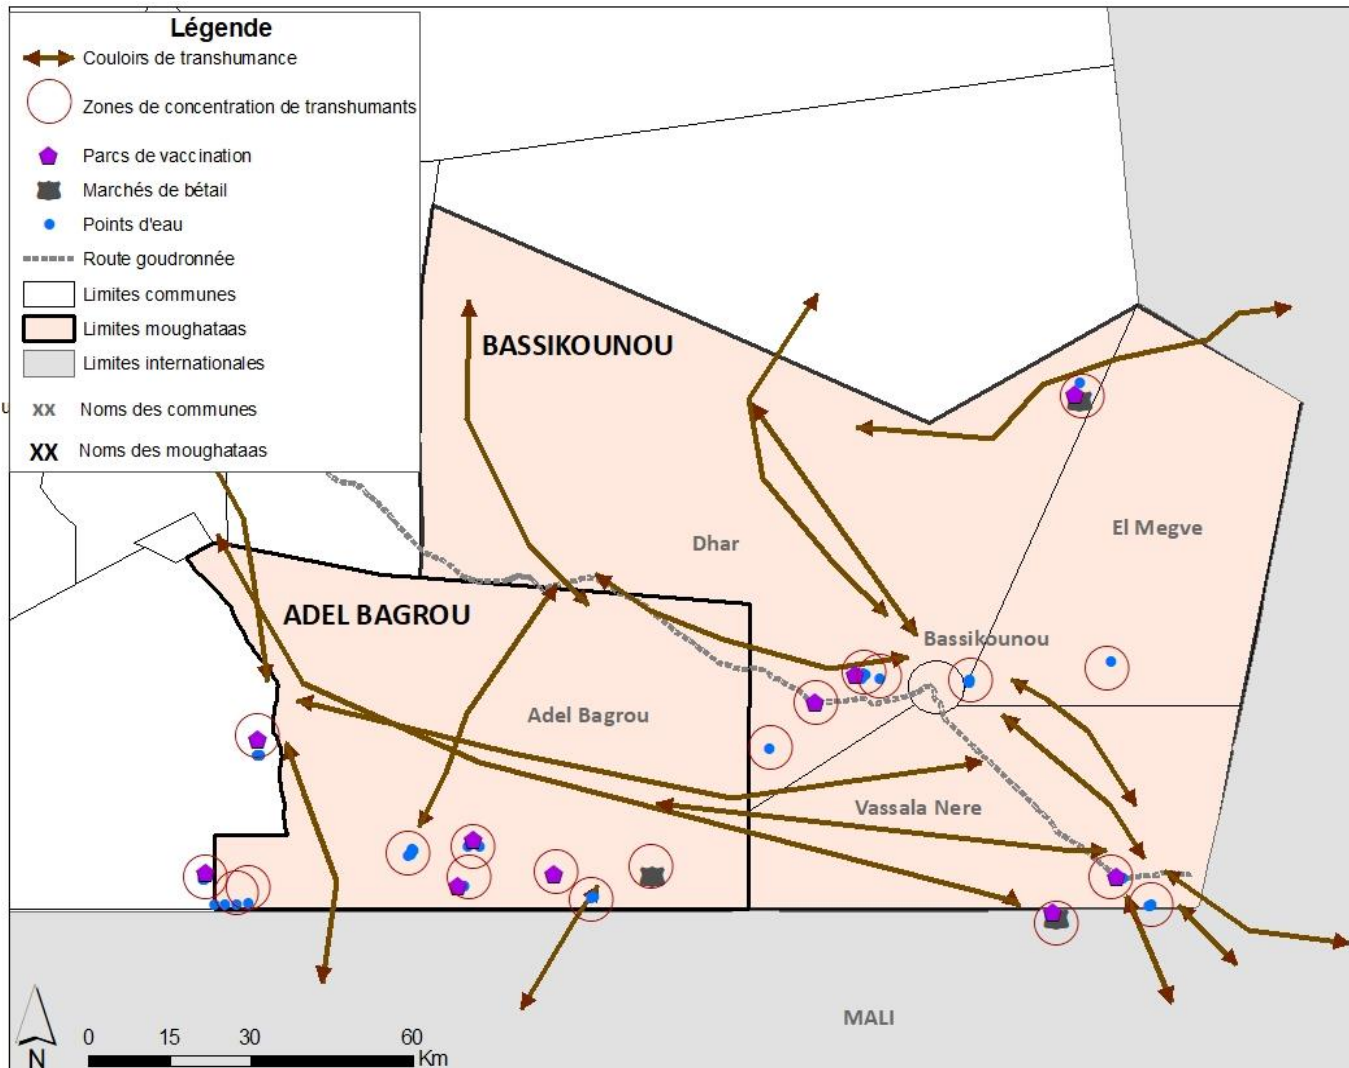 Légende
Couloirs de transhumance
Zones de concentration de transhumants
Parcs de vaccination
Marchés de bétail
Points d'eau
Route goudronnée
Limites communes
Limites moughataas
Limites internationales
xx Noms des communes
XX Noms des moughataas
u
BASSIKOUNOU
Dhar
El Megve
ADEL BAGROU
Bassikounou
Adel Bagrou
Vassala Nere
MALI
0 15 30 60
Km
N